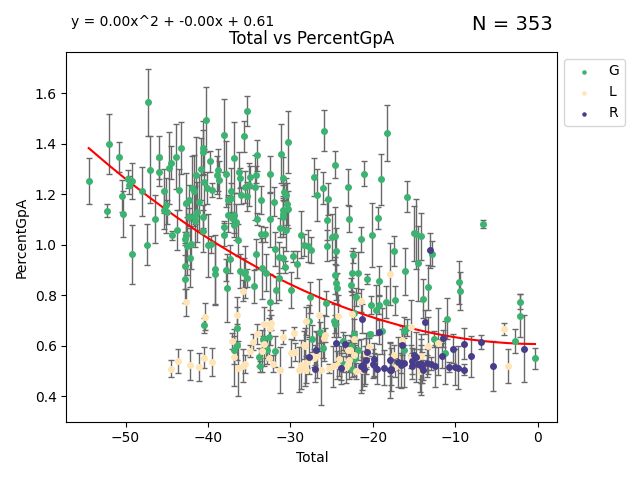 y = 0.00x^2 + -0.00x + 0.61
N = 353
Total vs PercentGpA
G
L
R
PercentGpA
1.6
1.4
1.2
1.0
0.8
0.6
0.4
−50
−40
−30
−20
−10
0
Total